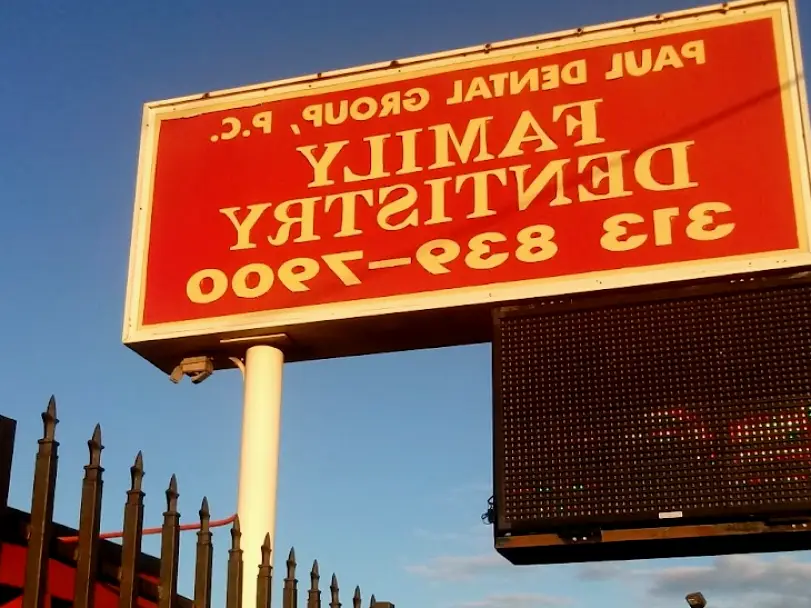 PAUL DENTAL GROUP, P.C.
FAMILY
DENTISTRY
313 839-7900